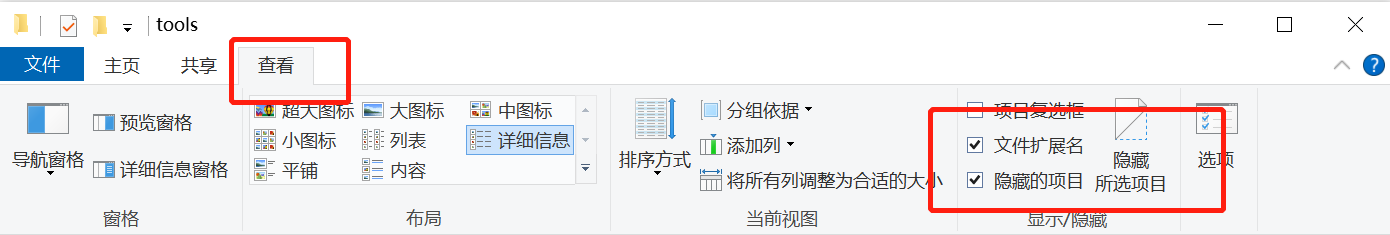 tools
文件 主页 共享 查看
导航窗格
预览窗格
详细信息窗格
窗格
超大图标 大图标 中图标
小图标 列表 详细信息
平铺 内容
布局
排序方式
分组依据
添加列
将所有列调整为合适的大小
当前视图
项目复选框
文件扩展名
隐藏的项目
隐藏
所选项目
显示/隐藏
选项